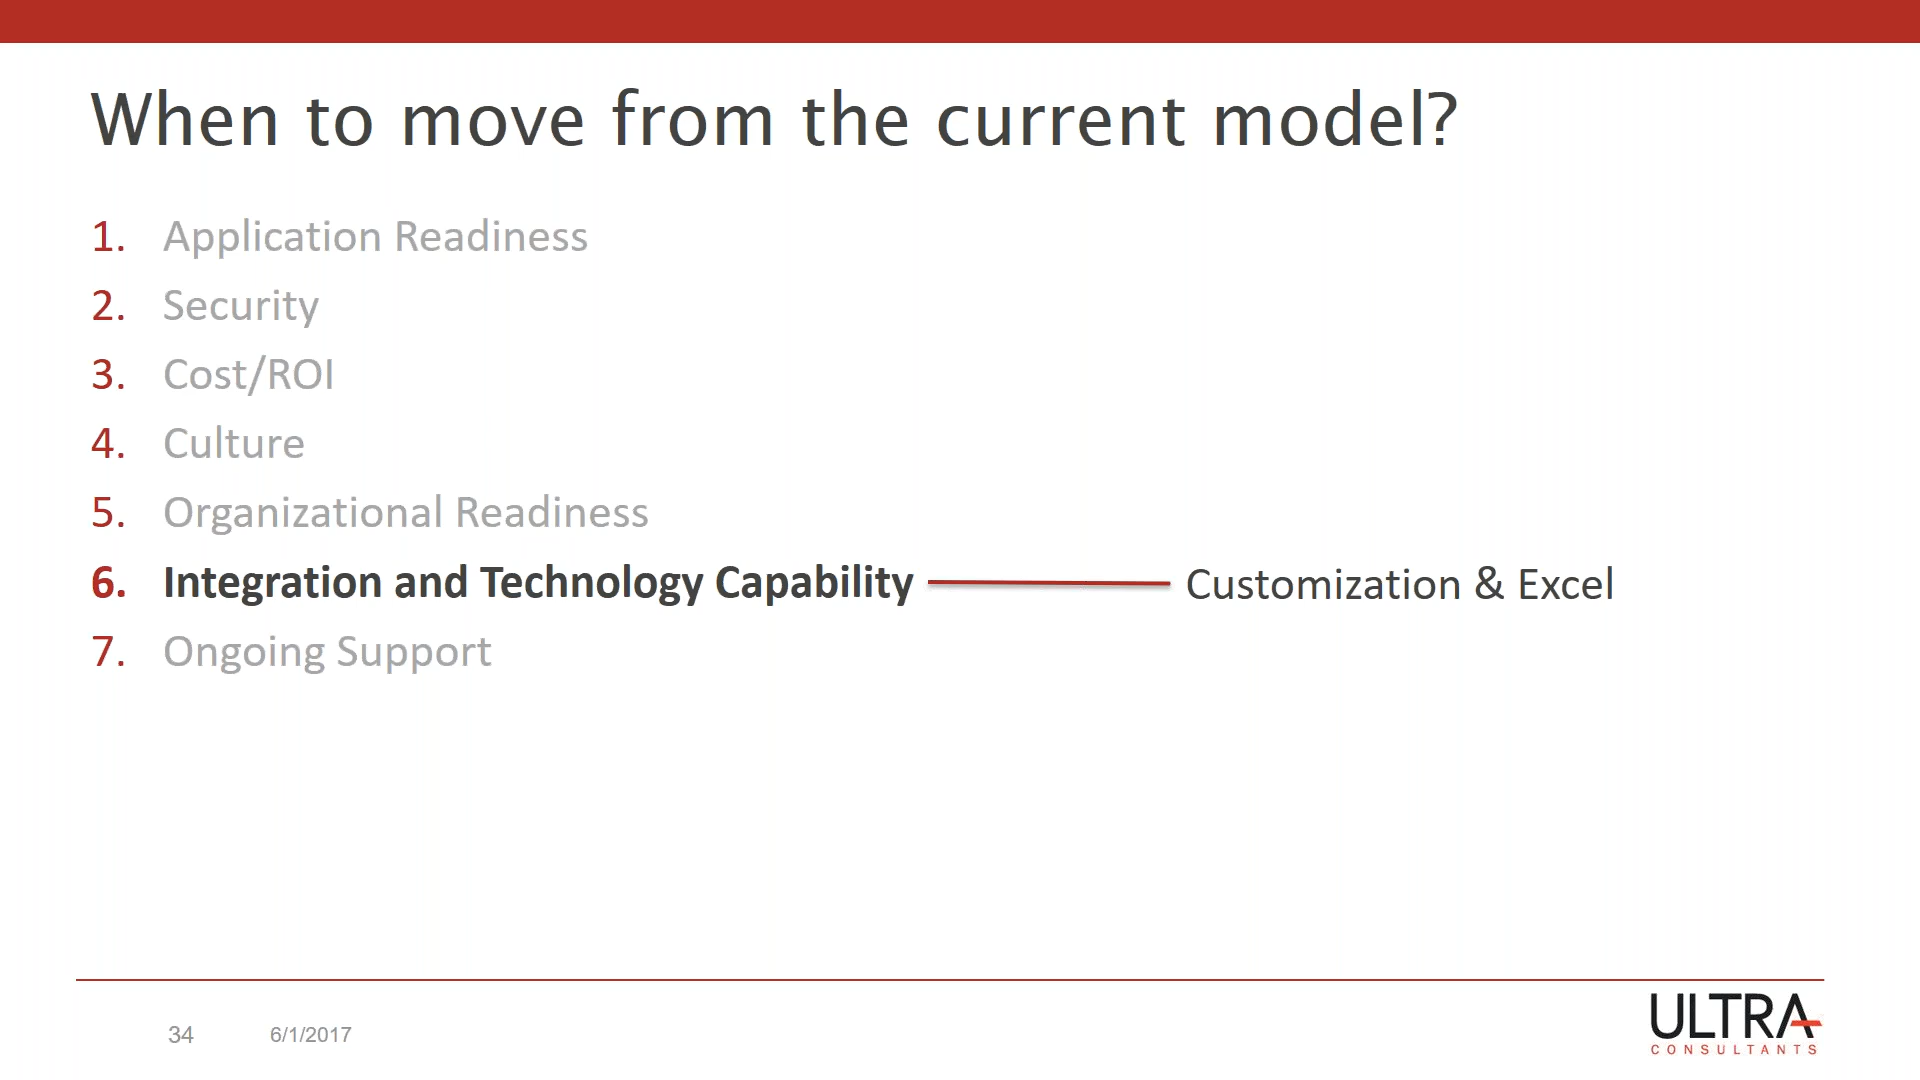 When to move from the current model?
1. Application Readiness
2. Security
3. Cost/ROI
4. Culture
5. Organizational Readiness
6. Integration and Technology Capability Customization & Excel
7. Ongoing Support
34 6/1/2017
ULTRA
CONSULTANTS